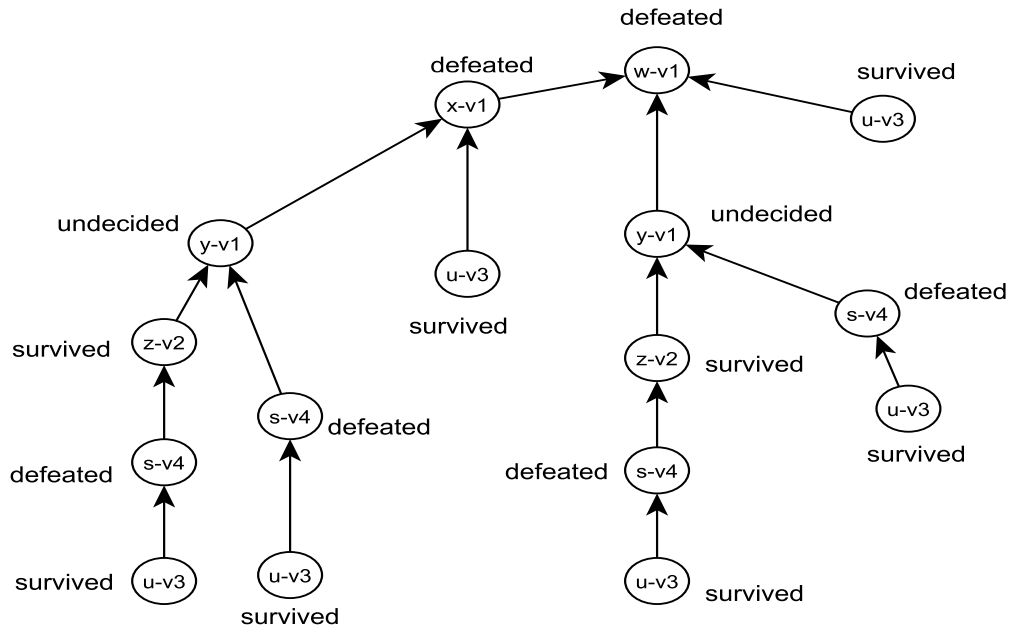 defeated
w-v1
defeated
x-v1
survived
u-v3
undecided
y-v1
u-v3
survived
y-v1
undecided
defeated
s-v4
survived
z-v2
z-v2
survived
u-v3
survived
s-v4
defeated
defeated
s-v4
defeated
s-v4
survived
u-v3
u-v3
survived
u-v3
survived